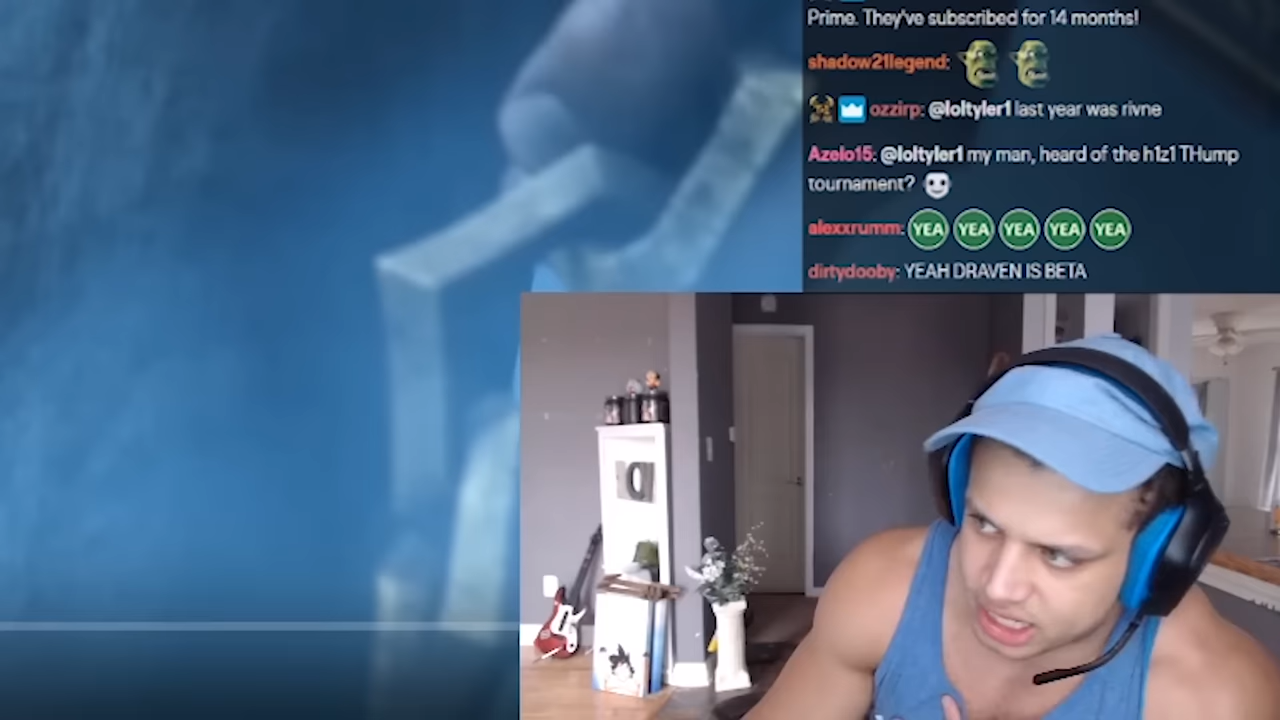 Prime. They've subscribed for 14 months!
shadow21legend:
ozzirp: @loltyler1 last year was rivne
Azelo15: @loltyler1 my man, heard of the h1z1 THump
tournament?
alexxrumm: YEA YEA YEA YEA YEA
dirtydooby: YEAH DRAVEN IS BETA
D